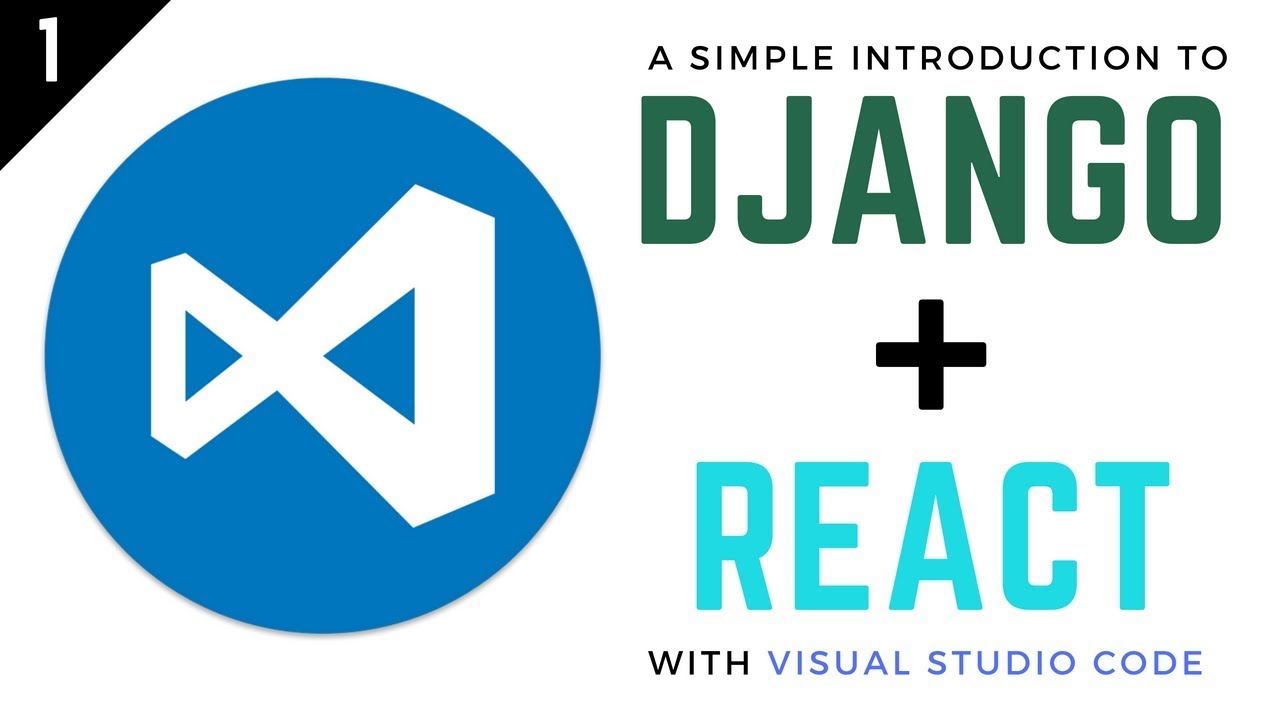 1
A SIMPLE INTRODUCTION TO
DJANGO
+
REACT
WITH VISUAL STUDIO CODE